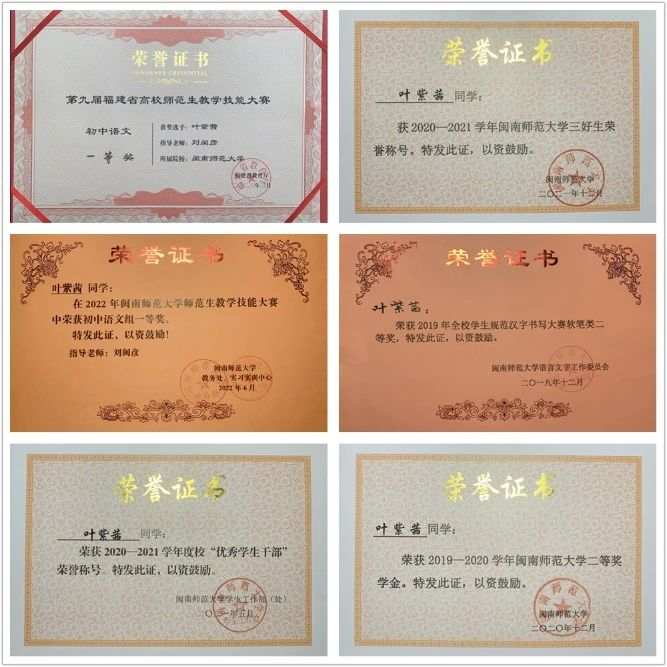 荣誉证书
HONORARY CREDENTIAL
第九届福建省高校师范生教学技能大赛
初中语文
一等奖
获奖选手：叶紫茜
指导老师：刘闽彦
所属院校：闽南师范大学
福建省教育厅
荣誉证书
叶紫茜同学：
获2020—2021学年闽南师范大学三好生荣
誉称号。特发此证，以资鼓励。
闽南师范大学
二〇二一年十二月
荣誉证书
叶紫茜 同学：
在2022年闽南师范大学师范生教学技能大赛
中荣获初中语文组一等奖。
特发此证，以资鼓励！
指导老师：刘闽彦
闽南师范大学
教务处、实习实训中心
2022年6月
荣誉证书
叶紫茜：
荣获2019年全校学生规范汉字书写大赛软笔类二
等奖，特发此证，以资鼓励。
闽南师范大学语言文字工作委员会
二〇一九年十二月
荣誉证书
叶紫茜 同学：
荣获2020—2021学年度校“优秀学生干部”
荣誉称号。特发此证，以资鼓励。
闽南师范大学学生工作部（处）
二〇二一年五月
荣誉证书
叶紫茜同学：
荣获2019—2020学年闽南师范大学二等奖
学金。特发此证，以资鼓励。
闽南师范大学
二〇二〇年十二月